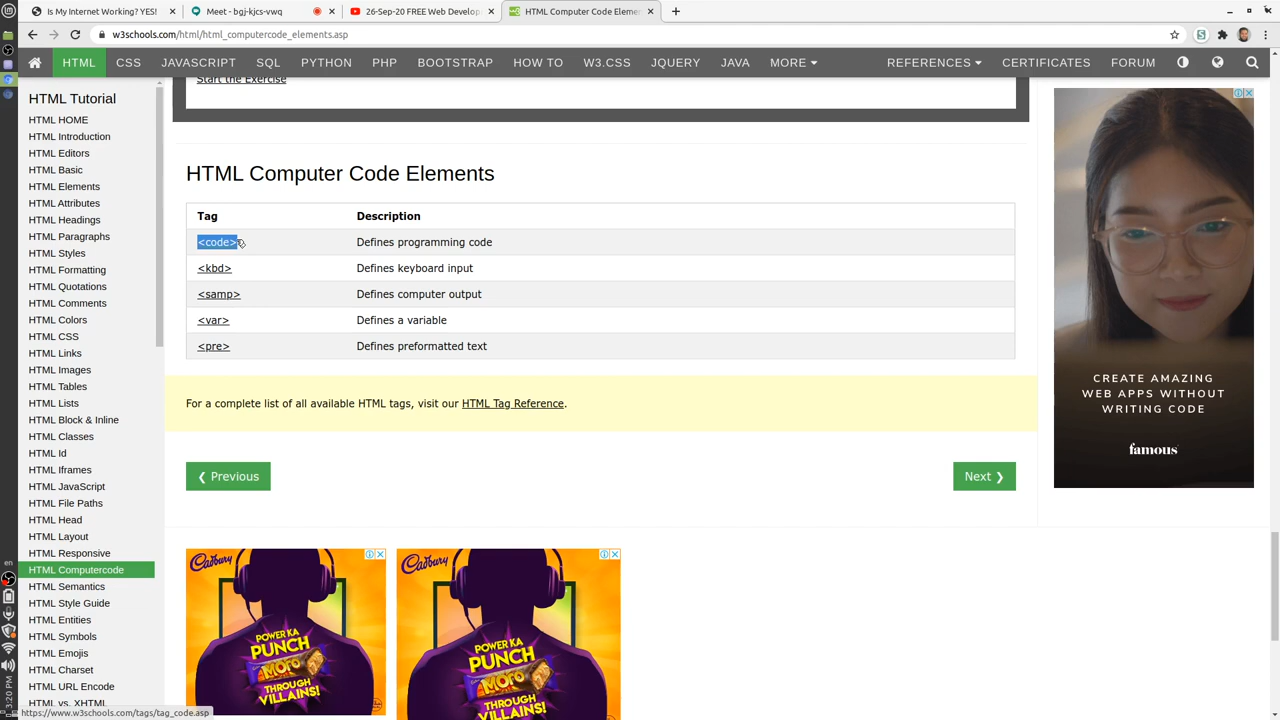 Is My Internet Working? YES!
Meet - bgj-kjcs-vwq
26-Sep-20 FREE Web Develop
HTML Computer Code Eleme
w3schools.com/html/html_computercode_elements.asp
HTML
CSS
JAVASCRIPT
SQL
PYTHON
PHP
BOOTSTRAP
HOW TO
W3.CSS
JQUERY
JAVA
MORE
REFERENCES
CERTIFICATES
FORUM
Start the Exercise
HTML Tutorial
HTML HOME
HTML Introduction
HTML Editors
HTML Basic
HTML Elements
HTML Attributes
HTML Headings
HTML Paragraphs
HTML Styles
HTML Formatting
HTML Quotations
HTML Comments
HTML Colors
HTML CSS
HTML Links
HTML Images
HTML Tables
HTML Lists
HTML Block & Inline
HTML Classes
HTML Id
HTML Iframes
HTML JavaScript
HTML File Paths
HTML Head
HTML Layout
HTML Responsive
HTML Computercode
HTML Semantics
HTML Style Guide
HTML Entities
HTML Symbols
HTML Emojis
HTML Charset
HTML URL Encode
HTML vs. XHTML
HTML Computer Code Elements
Tag Description
<code> Defines programming code
<kbd> Defines keyboard input
<samp> Defines computer output
<var> Defines a variable
<pre> Defines preformatted text
For a complete list of all available HTML tags, visit our HTML Tag Reference.
❮ Previous
Next ❯
CREATE AMAZING
WEB APPS WITHOUT
WRITING CODE
famous
Cadbury
POWER KA
PUNCH
MORO
THROUGH
VILLAINS!
Cadbury
POWER KA
PUNCH
MORO
THROUGH
VILLAINS!
en
3:20 PM
https://www.w3schools.com/tags/tag_code.asp